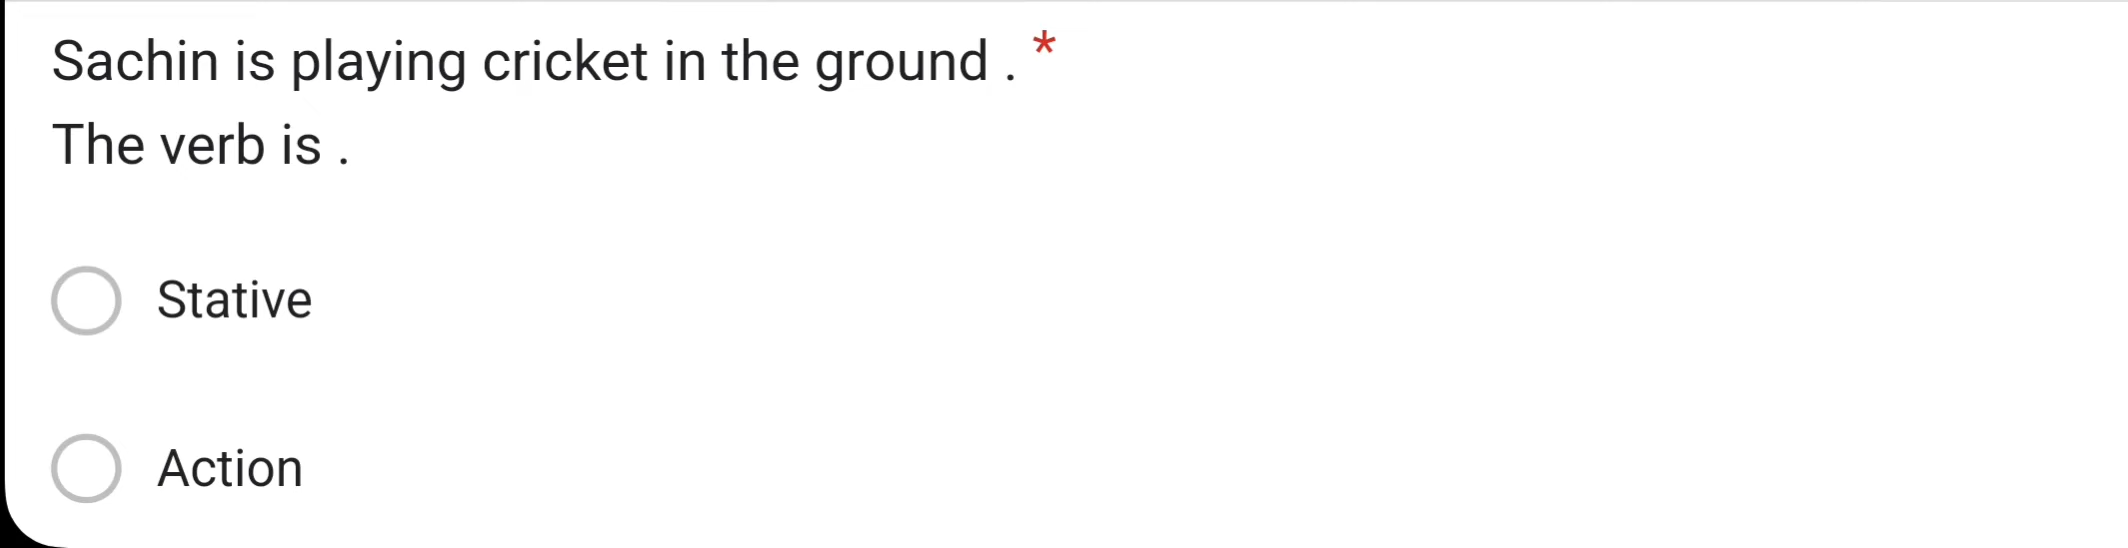 Sachin is playing cricket in the ground . *
The verb is .
Stative
Action